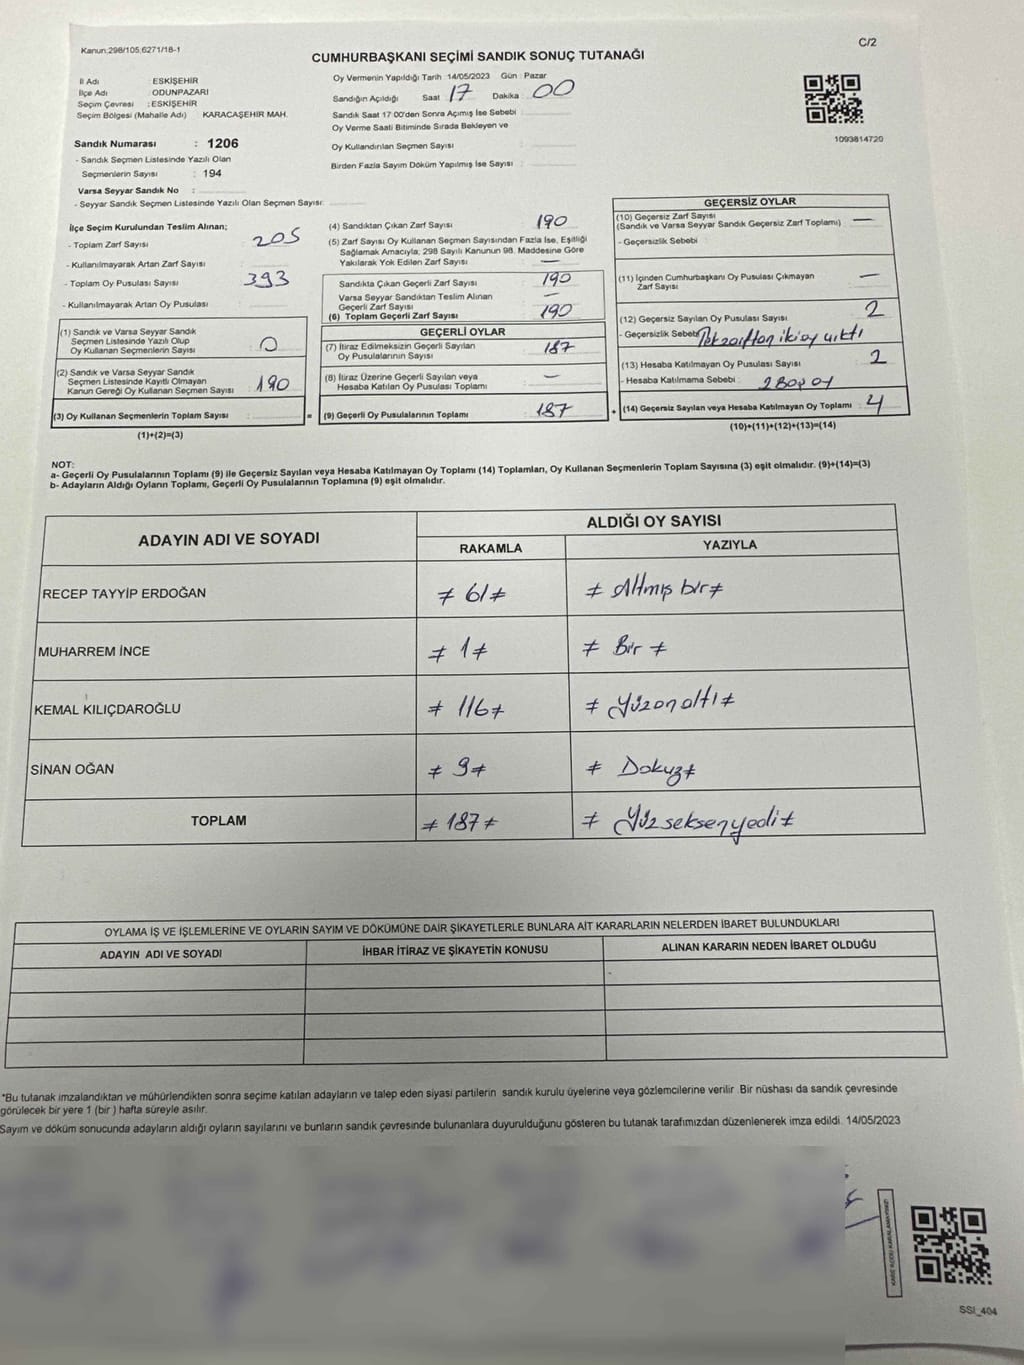 Kanun:298/105,6271/18-1
C/2
CUMHURBAŞKANI SEÇİMİ SANDIK SONUÇ TUTANAĞI
İl Adı : ESKİŞEHİR
İlçe Adı : ODUNPAZARI
Seçim Çevresi : ESKİŞEHİR
Seçim Bölgesi (Mahalle Adı) KARACAŞEHİR MAH.
Sandık Numarası : 1206
- Sandık Seçmen Listesinde Yazılı Olan
Seçmenlerin Sayısı : 194
Varsa Seyyar Sandık No :
- Seyyar Sandık Seçmen Listesinde Yazılı Olan Seçmen Sayısı:
Oy Vermenin Yapıldığı Tarih :14/05/2023 Gün : Pazar
Sandığın Açıldığı Saat 17 Dakika : 00
Sandık Saat 17:00'den Sonra Açımış İse Sebebi :
Oy Verme Saati Bitiminde Sırada Bekleyen ve
Oy Kullandırılan Seçmen Sayısı :
Birden Fazla Sayım Döküm Yapılmış İse Sayısı :
1093814720
İlçe Seçim Kurulundan Teslim Alınan;
- Toplam Zarf Sayısı : 205
- Kullanılmayarak Artan Zarf Sayısı :
- Toplam Oy Pusulası Sayısı : 393
- Kullanılmayarak Artan Oy Pusulası :
(1) Sandık ve Varsa Seyyar Sandık
Seçmen Listesinde Yazılı Olup
Oy Kullanan Seçmenlerin Sayısı : 0
(2) Sandık ve Varsa Seyyar Sandık
Seçmen Listesinde Kayıtlı Olmayan
Kanun Gereği Oy Kullanan Seçmen Sayısı : 190
(3) Oy Kullanan Seçmenlerin Toplam Sayısı :
(1)+(2)=(3)
(4) Sandıktan Çıkan Zarf Sayısı : 190
(5) Zarf Sayısı Oy Kullanan Seçmen Sayısından Fazla İse, Eşitliği
Sağlamak Amacıyla; 298 Sayılı Kanunun 98. Maddesine Göre
Yakılarak Yok Edilen Zarf Sayısı : —
Sandıkta Çıkan Geçerli Zarf Sayısı : 190
Varsa Seyyar Sandıktan Teslim Alınan
Geçerli Zarf Sayısı : —
(6) Toplam Geçerli Zarf Sayısı : 190
GEÇERLİ OYLAR
(7) İtiraz Edilmeksizin Geçerli Sayılan
Oy Pusulalarının Sayısı : 187
(8) İtiraz Üzerine Geçerli Sayılan veya
Hesaba Katılan Oy Pusulası Toplamı : —
= (9) Geçerli Oy Pusulalarının Toplamı : 187
GEÇERSİZ OYLAR
(10) Geçersiz Zarf Sayısı
(Sandık ve Varsa Seyyar Sandık Geçersiz Zarf Toplamı) : —
- Geçersizlik Sebebi :
(11) İçinden Cumhurbaşkanı Oy Pusulası Çıkmayan
Zarf Sayısı : —
(12) Geçersiz Sayılan Oy Pusulası Sayısı : 2
- Geçersizlik Sebebi : Tek zarftan iki oy çıktı
(13) Hesaba Katılmayan Oy Pusulası Sayısı : 2
- Hesaba Katılmama Sebebi : 2 Boş oy
+ (14) Geçersiz Sayılan veya Hesaba Katılmayan Oy Toplamı : 4
(10)+(11)+(12)+(13)=(14)
NOT:
a- Geçerli Oy Pusulalarının Toplamı (9) ile Geçersiz Sayılan veya Hesaba Katılmayan Oy Toplamı (14) Toplamları, Oy Kullanan Seçmenlerin Toplam Sayısına (3) eşit olmalıdır. (9)+(14)=(3)
b- Adayların Aldığı Oyların Toplamı, Geçerli Oy Pusulalarının Toplamına (9) eşit olmalıdır.
ADAYIN ADI VE SOYADI
ALDIĞI OY SAYISI
RAKAMLA YAZIYLA
RECEP TAYYİP ERDOĞAN ≠ 61 ≠ ≠ Altmış bir ≠
MUHARREM İNCE ≠ 1 ≠ ≠ Bir ≠
KEMAL KILIÇDAROĞLU ≠ 116 ≠ ≠ Yüzonaltı ≠
SİNAN OĞAN ≠ 9 ≠ ≠ Dokuz ≠
TOPLAM ≠ 187 ≠ ≠ Yüzseksenyedi ≠
OYLAMA İŞ VE İŞLEMLERİNE VE OYLARIN SAYIM VE DÖKÜMÜNE DAİR ŞİKAYETLERLE BUNLARA AİT KARARLARIN NELERDEN İBARET BULUNDUKLARI
ADAYIN ADI VE SOYADI İHBAR İTİRAZ VE ŞİKAYETİN KONUSU ALINAN KARARIN NEDEN İBARET OLDUĞU
*Bu tutanak imzalandıktan ve mühürlendikten sonra seçime katılan adayların ve talep eden siyasi partilerin sandık kurulu üyelerine veya gözlemcilerine verilir .Bir nüshası da sandık çevresinde
görülecek bir yere 1 (bir ) hafta süreyle asılır.
Sayım ve döküm sonucunda adayların aldığı oyların sayılarını ve bunların sandık çevresinde bulunanlara duyurulduğunu gösteren bu tutanak tarafımızdan düzenlenerek imza edildi. 14/05/2023
KARE KODU KARALAMAYINIZ!
SSI_404